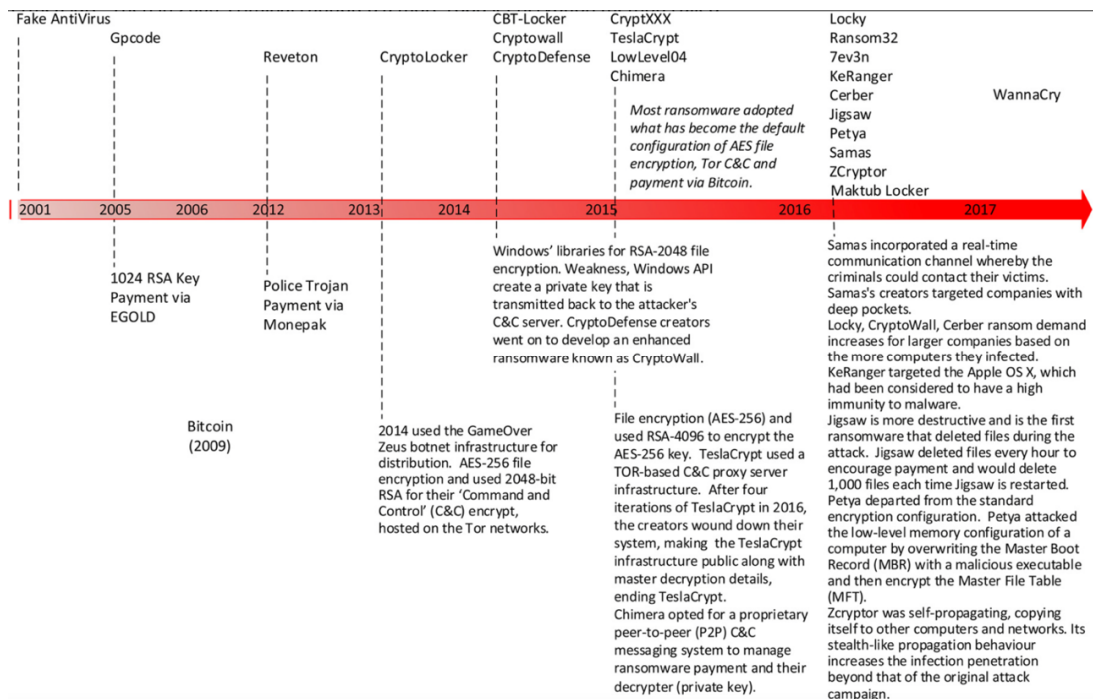 Fake AntiVirus
Gpcode
Reveton
CryptoLocker
CBT-Locker
Cryptowall
CryptoDefense
CryptXXX
TeslaCrypt
LowLevel04
Chimera
Most ransomware adopted
what has become the default
configuration of AES file
encryption, Tor C&C and
payment via Bitcoin.
Locky
Ransom32
7ev3n
KeRanger
Cerber
Jigsaw
Petya
Samas
ZCryptor
Maktub Locker
WannaCry
2001 2005 2006 2012 2013 2014 2015 2016 2017
1024 RSA Key
Payment via
EGOLD
Police Trojan
Payment via
Monepak
Bitcoin
(2009)
2014 used the GameOver
Zeus botnet infrastructure for
distribution. AES-256 file
encryption and used 2048-bit
RSA for their ‘Command and
Control’ (C&C) encrypt,
hosted on the Tor networks.
Windows’ libraries for RSA-2048 file
encryption. Weakness, Windows API
create a private key that is
transmitted back to the attacker's
C&C server. CryptoDefense creators
went on to develop an enhanced
ransomware known as CryptoWall.
File encryption (AES-256) and
used RSA-4096 to encrypt the
AES-256 key. TeslaCrypt used a
TOR-based C&C proxy server
infrastructure. After four
iterations of TeslaCrypt in 2016,
the creators wound down their
system, making the TeslaCrypt
infrastructure public along with
master decryption details,
ending TeslaCrypt.
Chimera opted for a proprietary
peer-to-peer (P2P) C&C
messaging system to manage
ransomware payment and their
decrypter (private key).
Samas incorporated a real-time
communication channel whereby the
criminals could contact their victims.
Samas's creators targeted companies with
deep pockets.
Locky, CryptoWall, Cerber ransom demand
increases for larger companies based on
the more computers they infected.
KeRanger targeted the Apple OS X, which
had been considered to have a high
immunity to malware.
Jigsaw is more destructive and is the first
ransomware that deleted files during the
attack. Jigsaw deleted files every hour to
encourage payment and would delete
1,000 files each time Jigsaw is restarted.
Petya departed from the standard
encryption configuration. Petya attacked
the low-level memory configuration of a
computer by overwriting the Master Boot
Record (MBR) with a malicious executable
and then encrypt the Master File Table
(MFT).
Zcryptor was self-propagating, copying
itself to other computers and networks. Its
stealth-like propagation behaviour
increases the infection penetration
beyond that of the original attack
campaign.